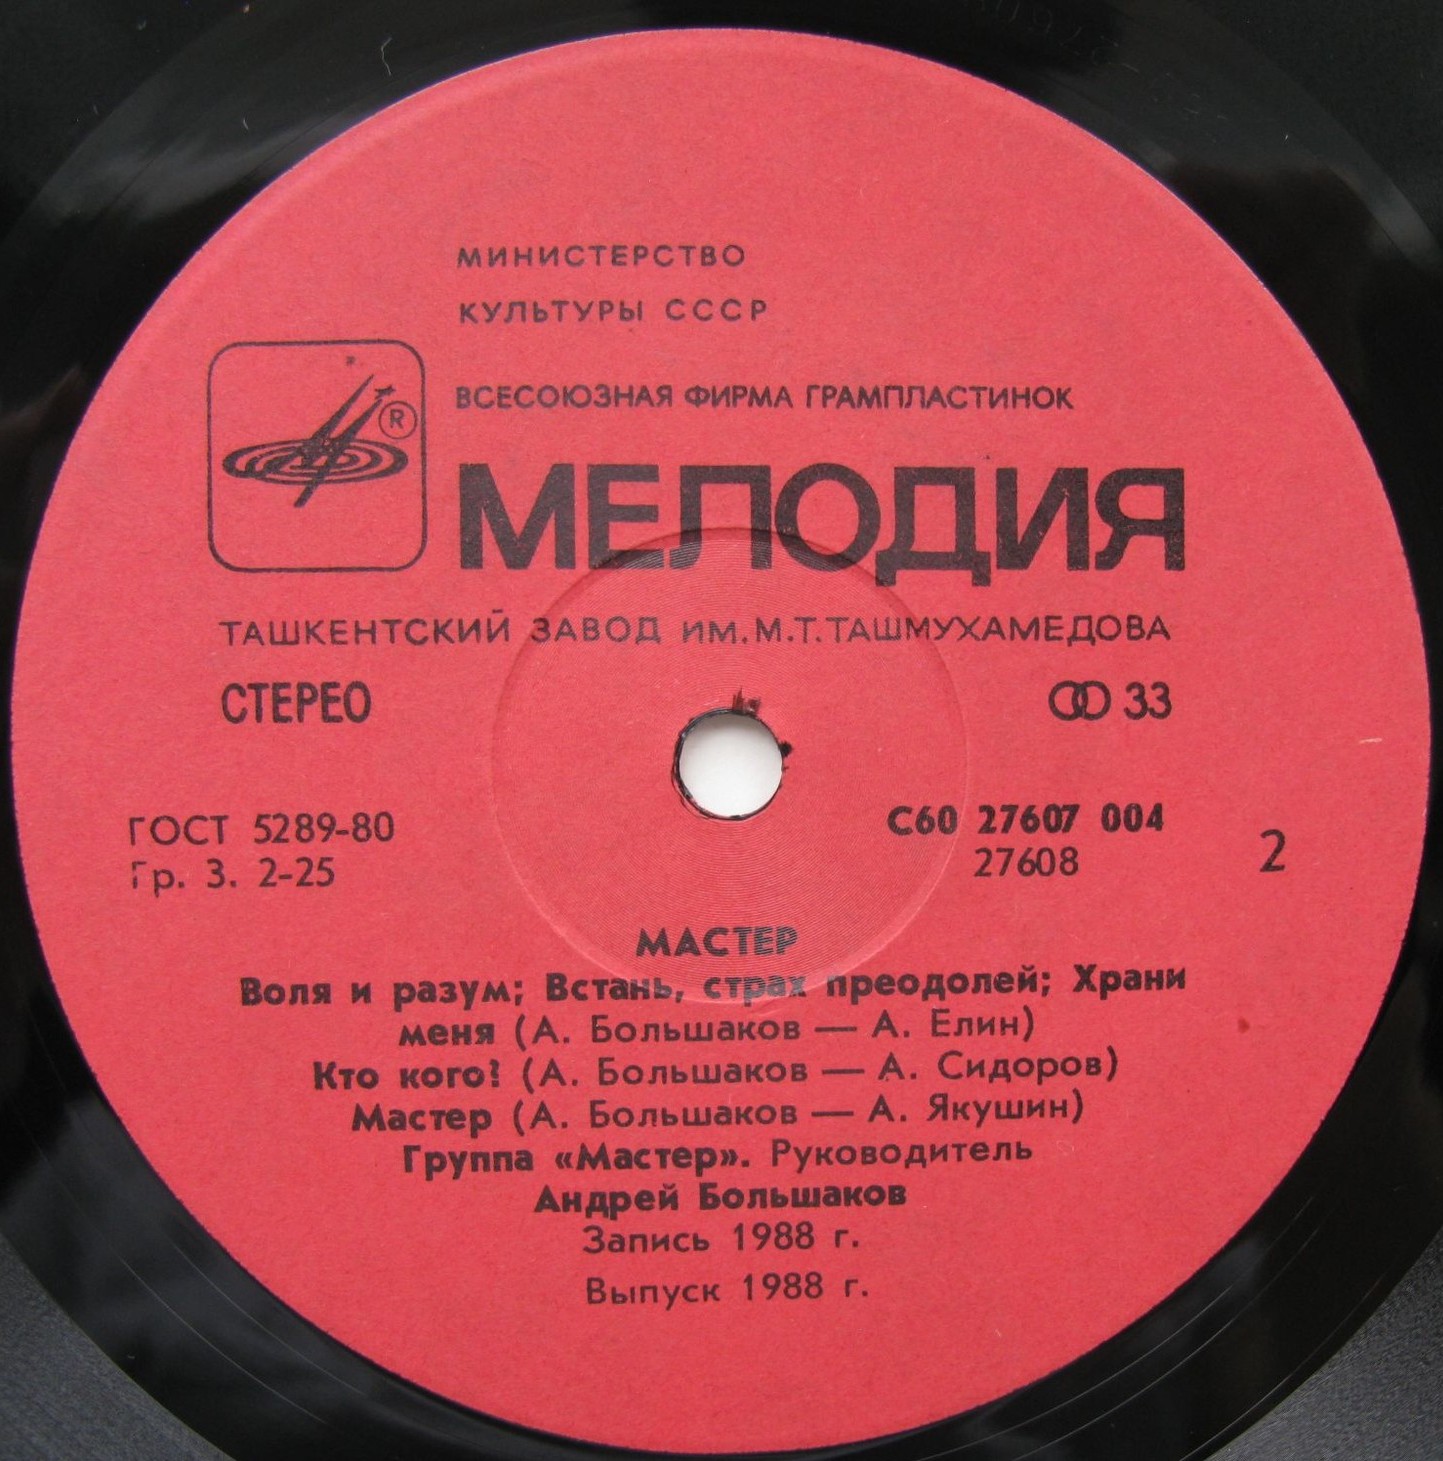 МИНИСТЕРСТВО
КУЛЬТУРЫ СССР
ВСЕСОЮЗНАЯ ФИРМА ГРАМПЛАСТИНОК
®
МЕЛОДИЯ
ТАШКЕНТСКИЙ ЗАВОД ИМ. М.Т. ТАШМУХАМЕДОВА
СТЕРЕО
33
ГОСТ 5289-80
Гр. 3. 2-25
С60 27607 004
27608
2
МАСТЕР
Воля и разум; Встань, страх преодолей; Храни
меня (А. Большаков — А. Елин)
Кто кого? (А. Большаков — А. Сидоров)
Мастер (А. Большаков — А. Якушин)
Группа «Мастер». Руководитель
Андрей Большаков
Запись 1988 г.
Выпуск 1988 г.